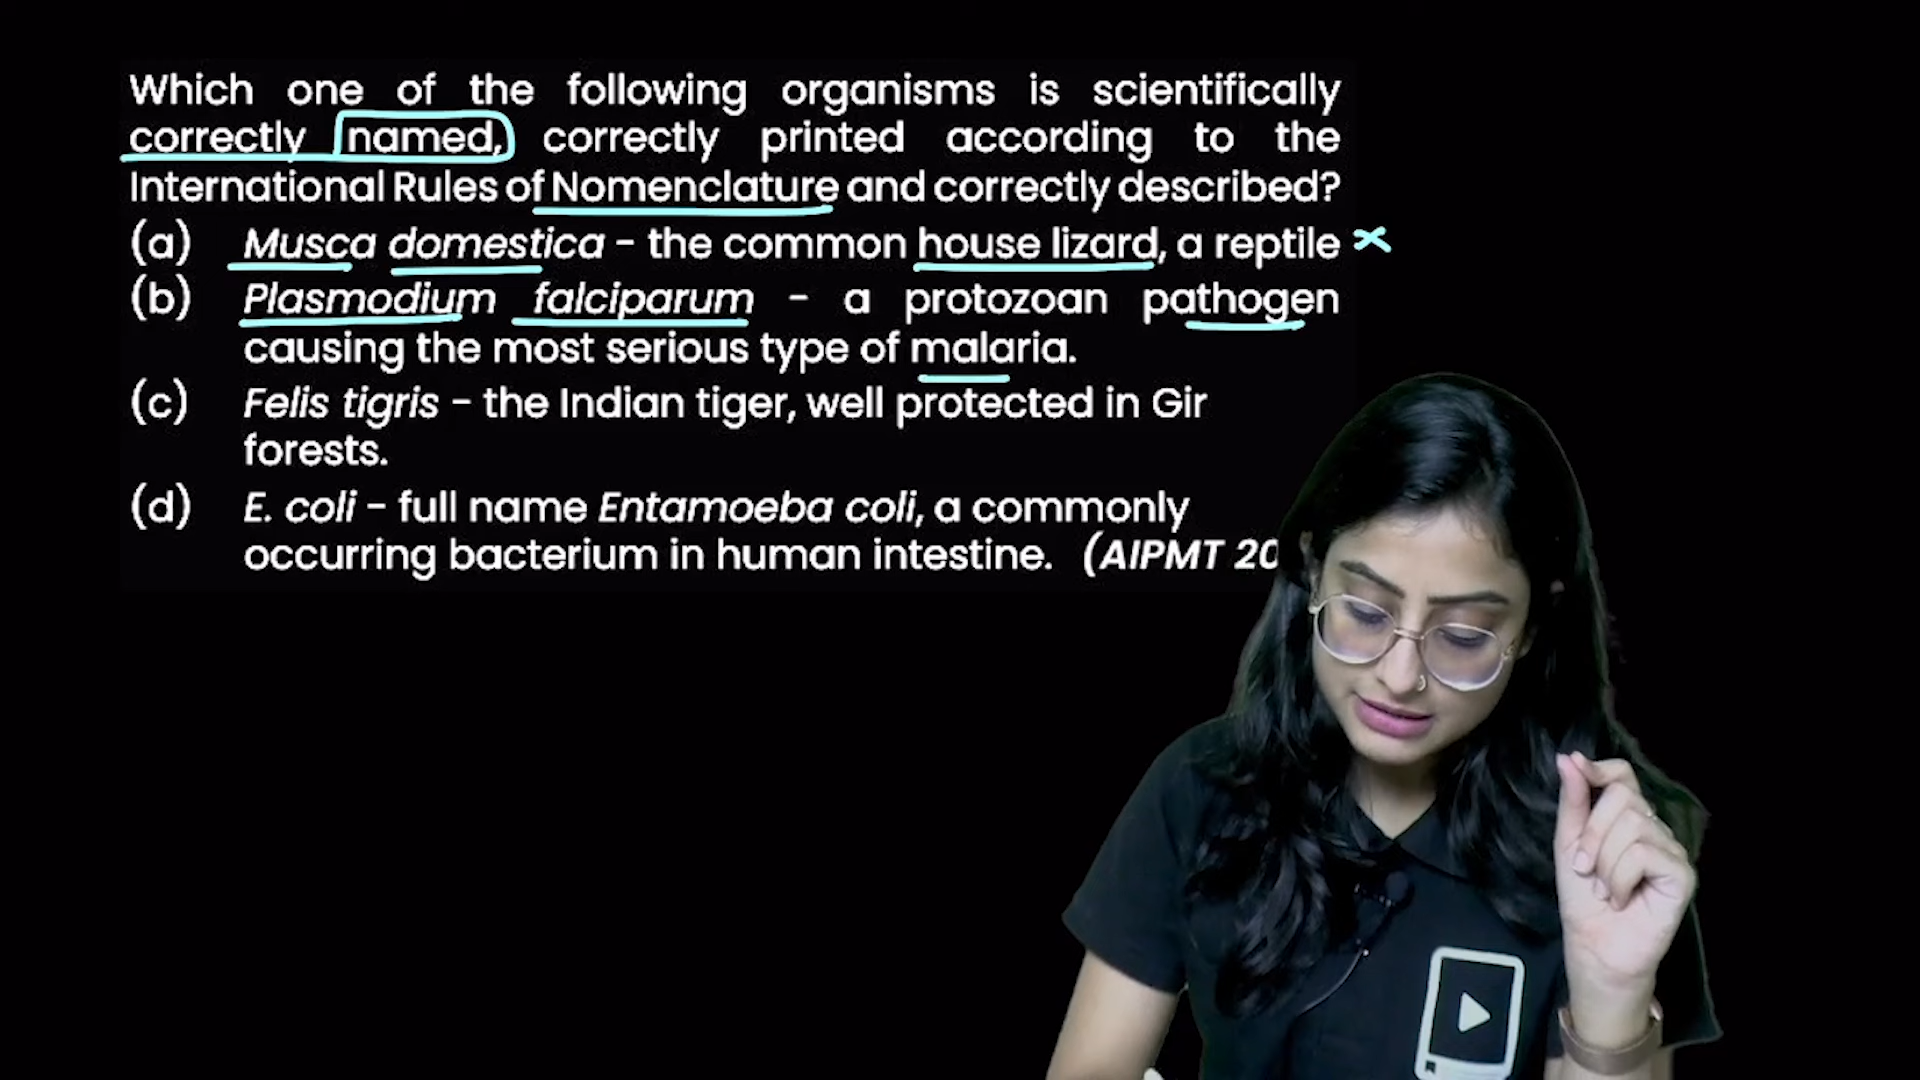 Which one of the following organisms is scientifically
correctly named, correctly printed according to the
International Rules of Nomenclature and correctly described?
(a) Musca domestica - the common house lizard, a reptile
(b) Plasmodium falciparum - a protozoan pathogen
causing the most serious type of malaria.
(c) Felis tigris - the Indian tiger, well protected in Gir
forests.
(d) E. coli - full name Entamoeba coli, a commonly
occurring bacterium in human intestine. (AIPMT 20